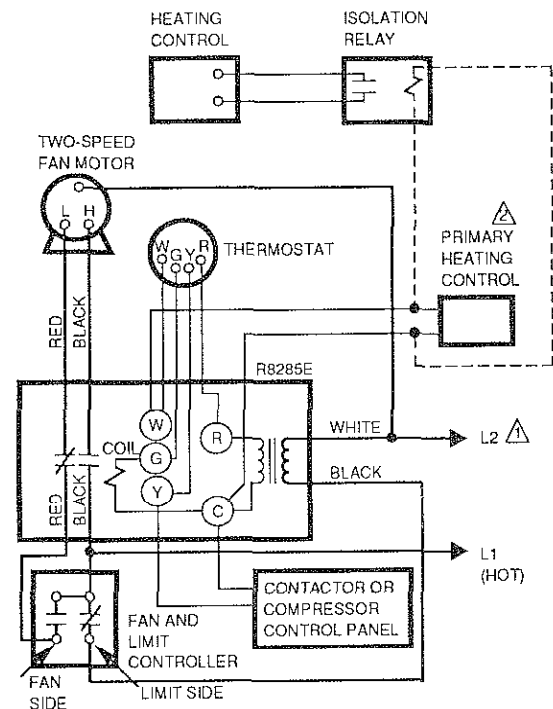 HEATING
CONTROL
ISOLATION
RELAY
TWO-SPEED
FAN MOTOR
L H
W G Y R
THERMOSTAT
2
PRIMARY
HEATING
CONTROL
RED
BLACK
R8285E
W
COIL
G
R
Y
C
WHITE
L2 1
BLACK
RED
BLACK
L1
(HOT)
CONTACTOR OR
COMPRESSOR
CONTROL PANEL
FAN AND
LIMIT
CONTROLLER
FAN
SIDE
LIMIT SIDE